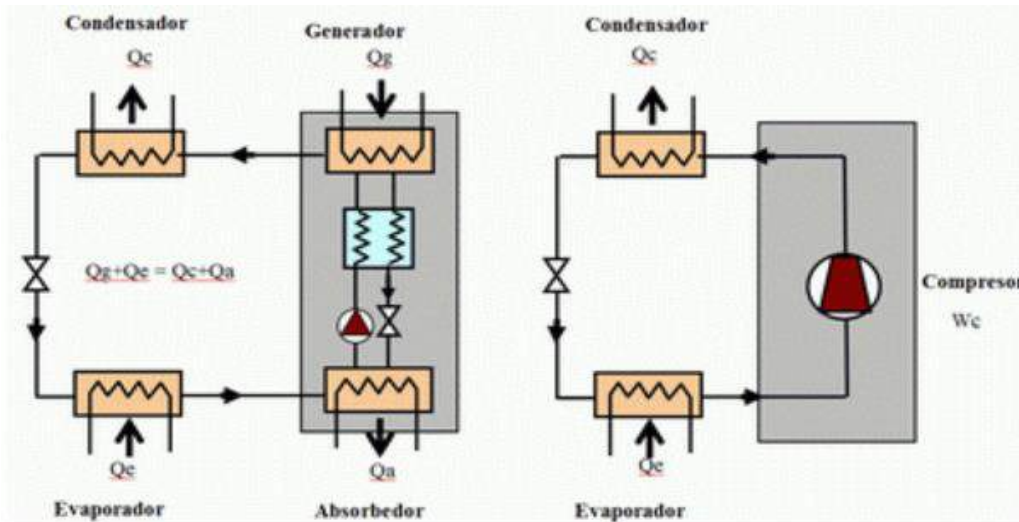 Condensador
Generador
Condensador
Qc
Qg
Qc
Qg+Qe = Qc+Qa
Compresor
Wc
Qe
Qa
Qe
Evaporador
Absorbedor
Evaporador